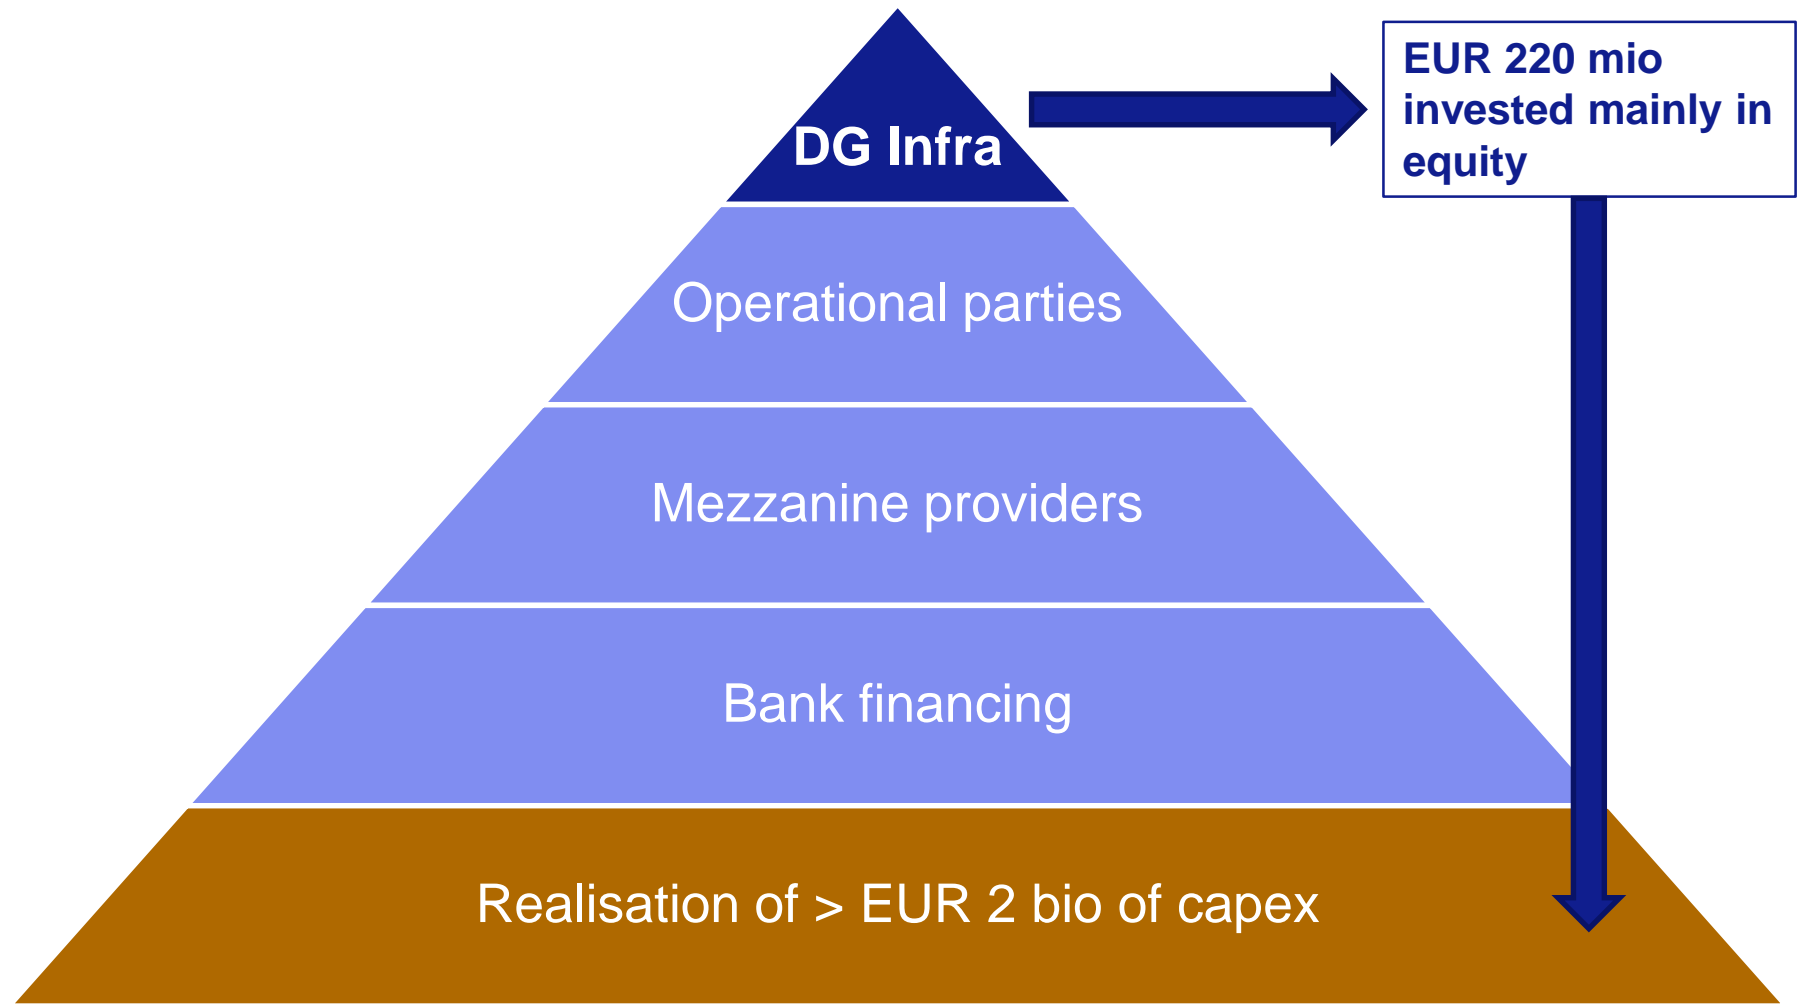 DG Infra
EUR 220 mio
invested mainly in
equity
Operational parties
Mezzanine providers
Bank financing
Realisation of > EUR 2 bio of capex